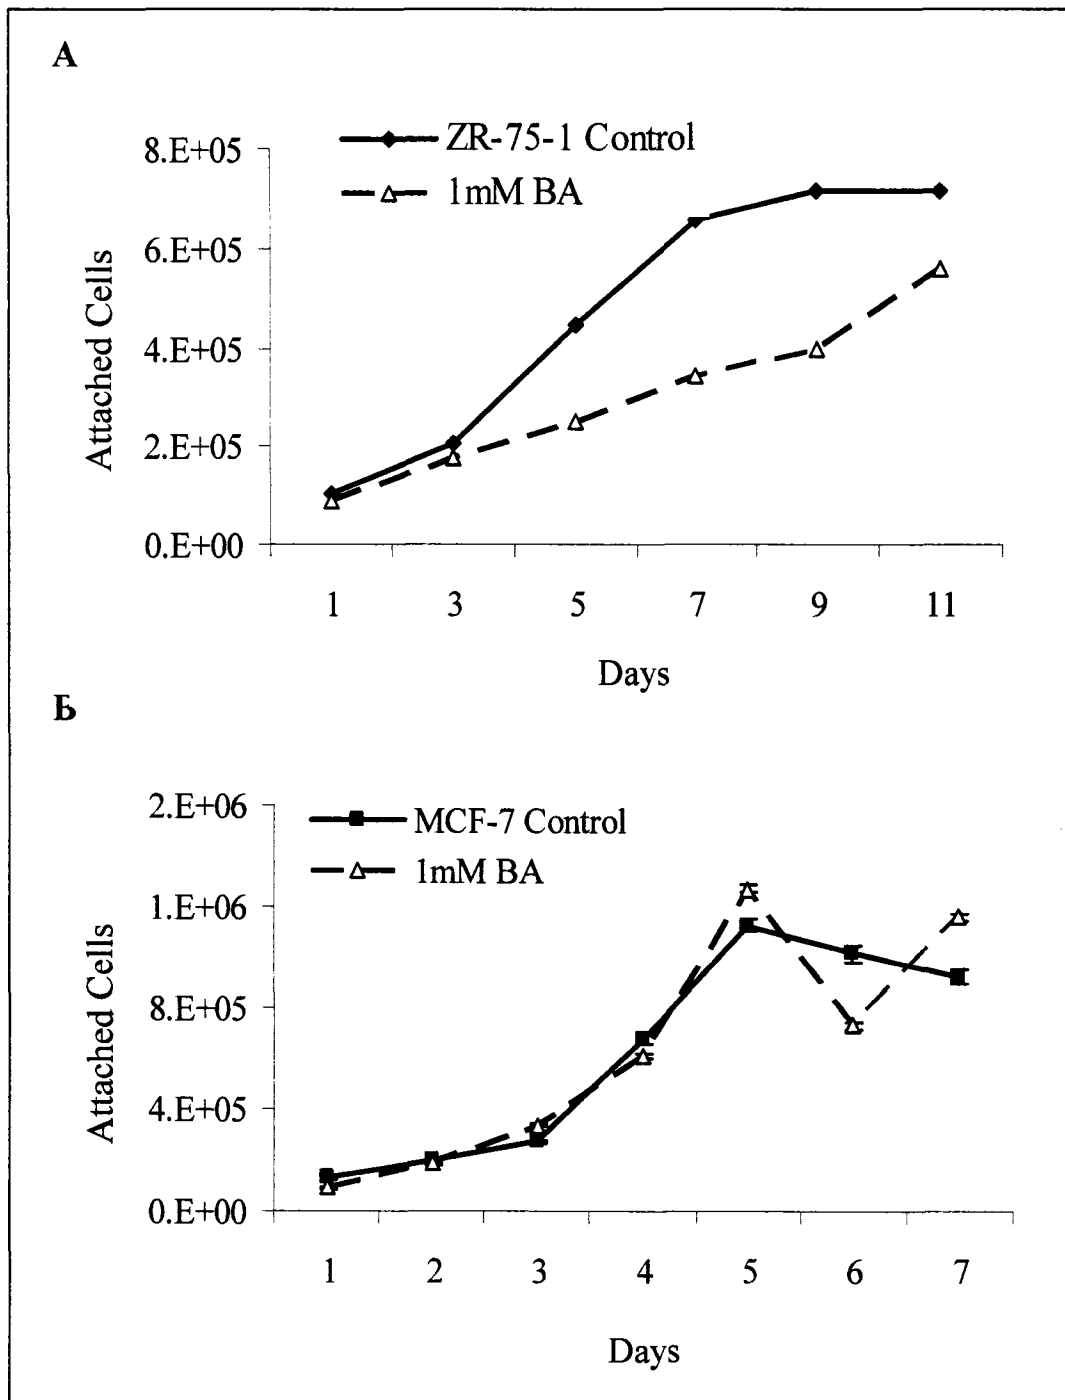 A
ZR-75-1 Control
1mM BA
8.E+05
6.E+05
4.E+05
2.E+05
0.E+00
Attached Cells
1 3 5 7 9 11
Days
Б
MCF-7 Control
1mM BA
2.E+06
1.E+06
8.E+05
4.E+05
0.E+00
Attached Cells
1 2 3 4 5 6 7
Days